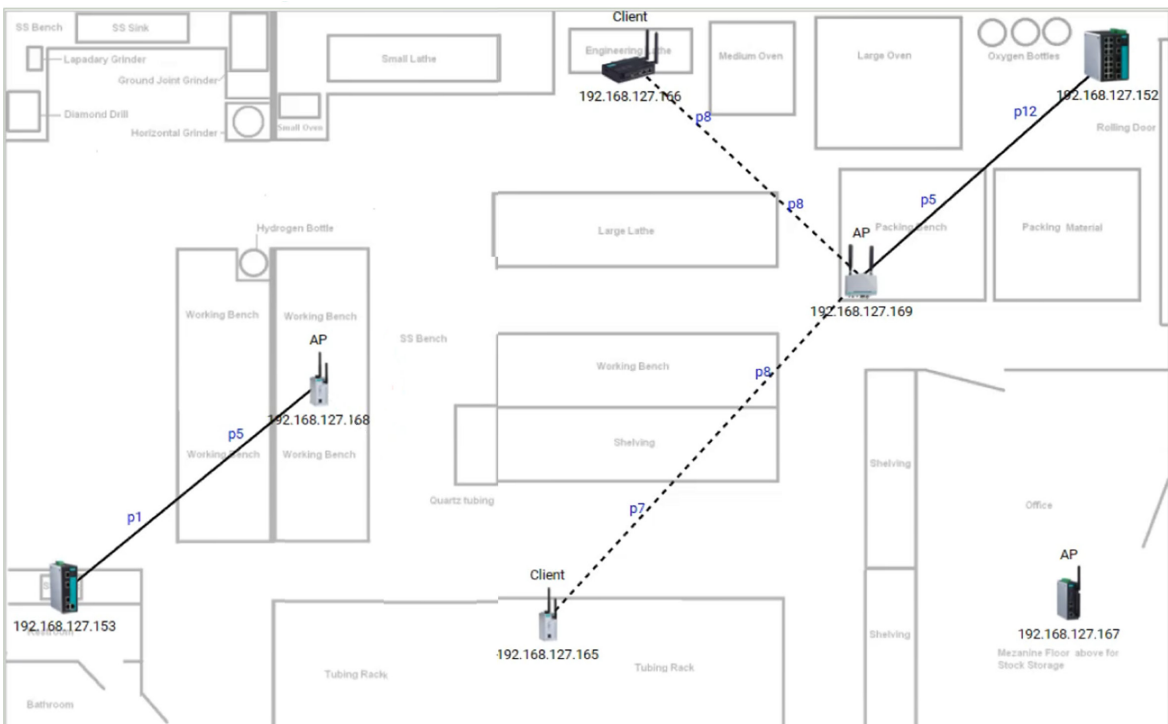 Client
SS Bench
SS Sink
Lapadary Grinder
Ground Joint Grinder
Small Lathe
Engineering Lathe
Medium Oven
Large Oven
Oxygen Bottles
192.168.127.166
192.168.127.152
Diamond Drill
Horizontal Grinder
Small Oven
p8
p12
Rolling Door
p8
p5
Hydrogen Bottle
Large Lathe
AP
Packing Bench
Packing Material
192.168.127.169
Working Bench
Working Bench
SS Bench
AP
Working Bench
p8
192.168.127.168
p5
Working Bench
Working Bench
Shelving
Shelving
Quartz tubing
p7
Office
p1
AP
Client
192.168.127.153
192.168.127.165
192.168.127.167
Restroom
Shelving
Mezanine Floor above for
Stock Storage
Tubing Rack
Tubing Rack
Bathroom